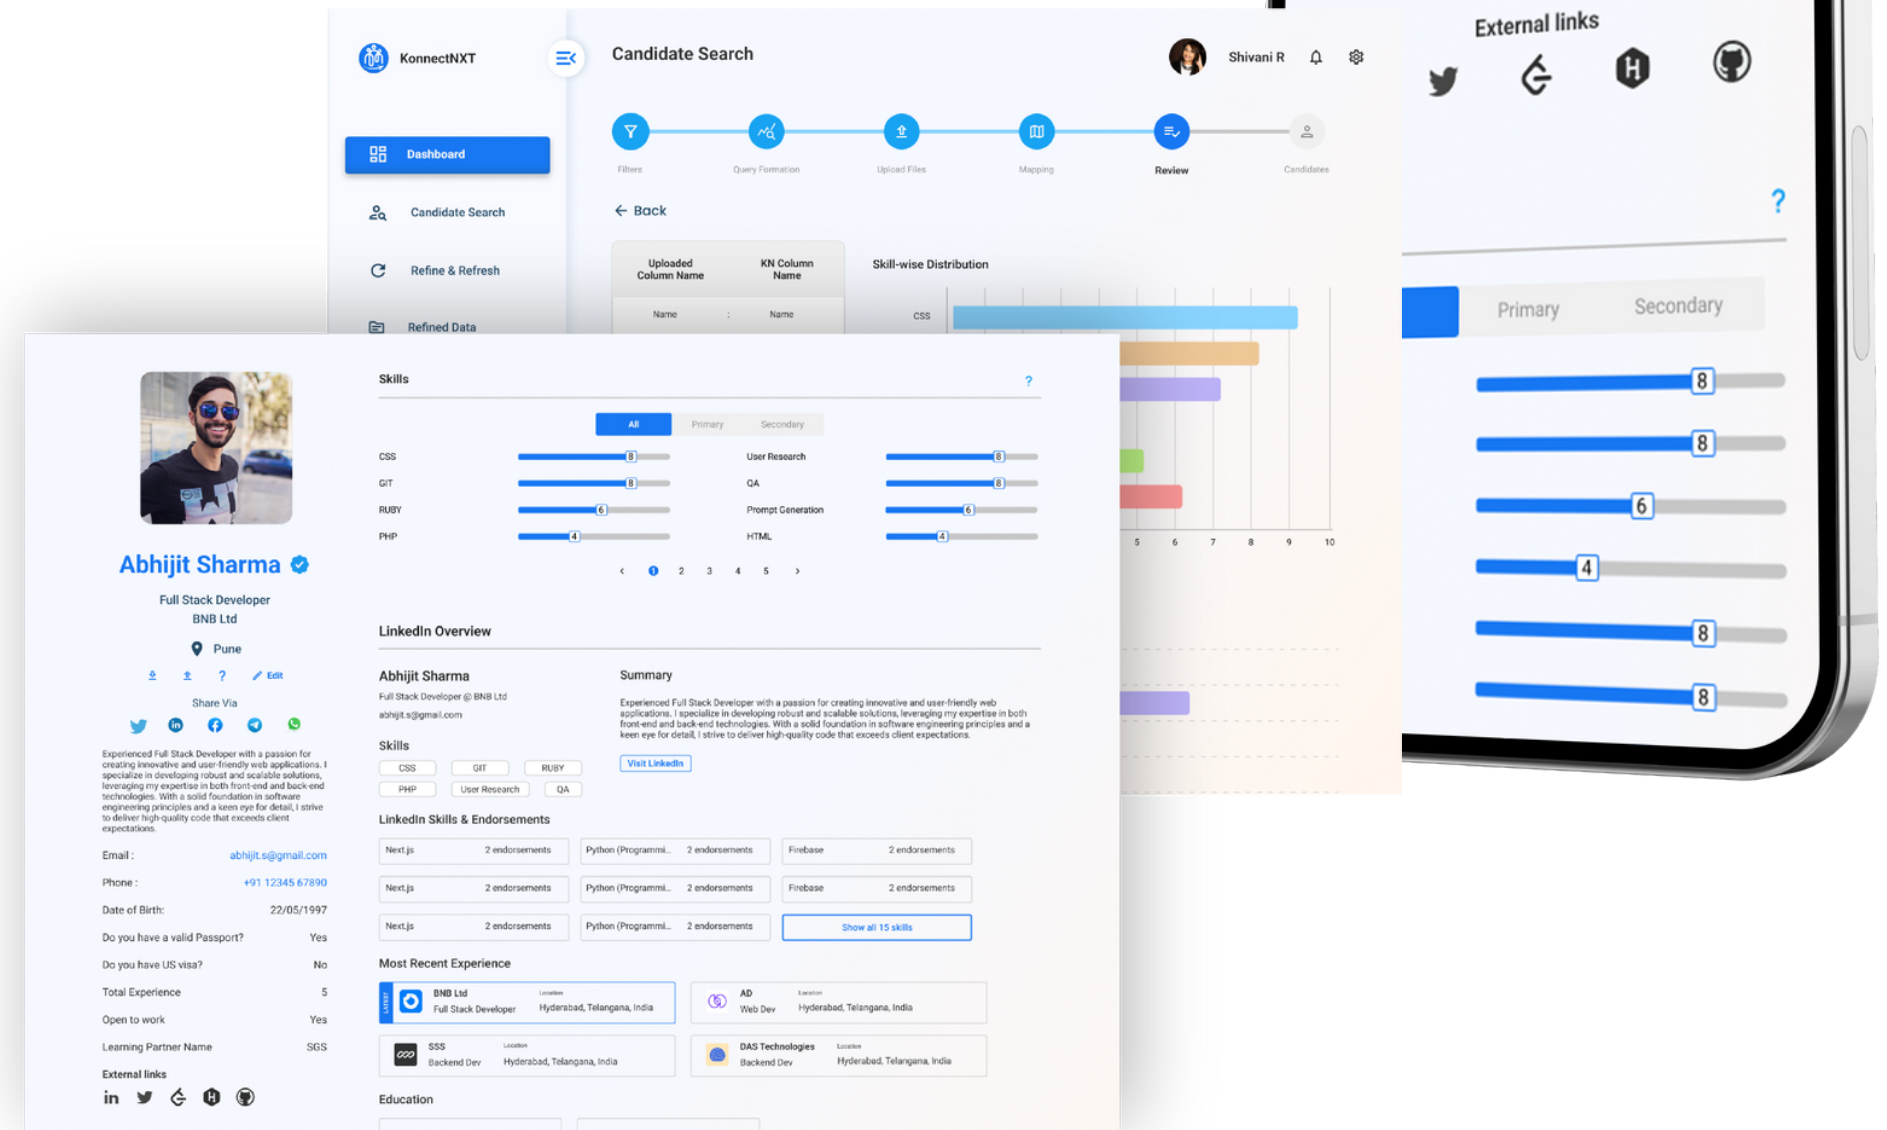 KonnectNXT
Dashboard
Candidate Search
Refine & Refresh
Refined Data
Candidate Search
Shivani R
Filters
Query Formation
Upload Files
Mapping
Review
Candidates
Back
Uploaded
Column Name
KN Column
Name
Name : Name
Skill-wise Distribution
CSS
5 6 7 8 9 10
External links
?
Primary Secondary
8
8
6
4
8
8
Abhijit Sharma
Full Stack Developer
BNB Ltd
Pune
? Edit
Share Via
Experienced Full Stack Developer with a passion for
creating innovative and user-friendly web applications. I
specialize in developing robust and scalable solutions,
leveraging my expertise in both front-end and back-end
technologies. With a solid foundation in software
engineering principles and a keen eye for detail, I strive
to deliver high-quality code that exceeds client
expectations.
Email : abhijit.s@gmail.com
Phone : +91 12345 67890
Date of Birth: 22/05/1997
Do you have a valid Passport? Yes
Do you have US visa? No
Total Experience 5
Open to work Yes
Learning Partner Name SGS
External links
Skills ?
All Primary Secondary
CSS 8 User Research 8
GIT 8 QA 8
RUBY 6 Prompt Generation 6
PHP 4 HTML 4
‹ 1 2 3 4 5 ›
LinkedIn Overview
Abhijit Sharma
Full Stack Developer @ BNB Ltd
abhijit.s@gmail.com
Skills
CSS GIT RUBY
PHP User Research QA
Summary
Experienced Full Stack Developer with a passion for creating innovative and user-friendly web
applications. I specialize in developing robust and scalable solutions, leveraging my expertise in both
front-end and back-end technologies. With a solid foundation in software engineering principles and a
keen eye for detail, I strive to deliver high-quality code that exceeds client expectations.
Visit LinkedIn
LinkedIn Skills & Endorsements
Next.js 2 endorsements Python (Programmi... 2 endorsements Firebase 2 endorsements
Next.js 2 endorsements Python (Programmi... 2 endorsements Firebase 2 endorsements
Next.js 2 endorsements Python (Programmi... 2 endorsements Show all 15 skills
Most Recent Experience
LATEST
BNB Ltd
Full Stack Developer
Location
Hyderabad, Telangana, India
AD
Web Dev
Location
Hyderabad, Telangana, India
SSS
Backend Dev
Location
Hyderabad, Telangana, India
DAS Technologies
Backend Dev
Location
Hyderabad, Telangana, India
Education